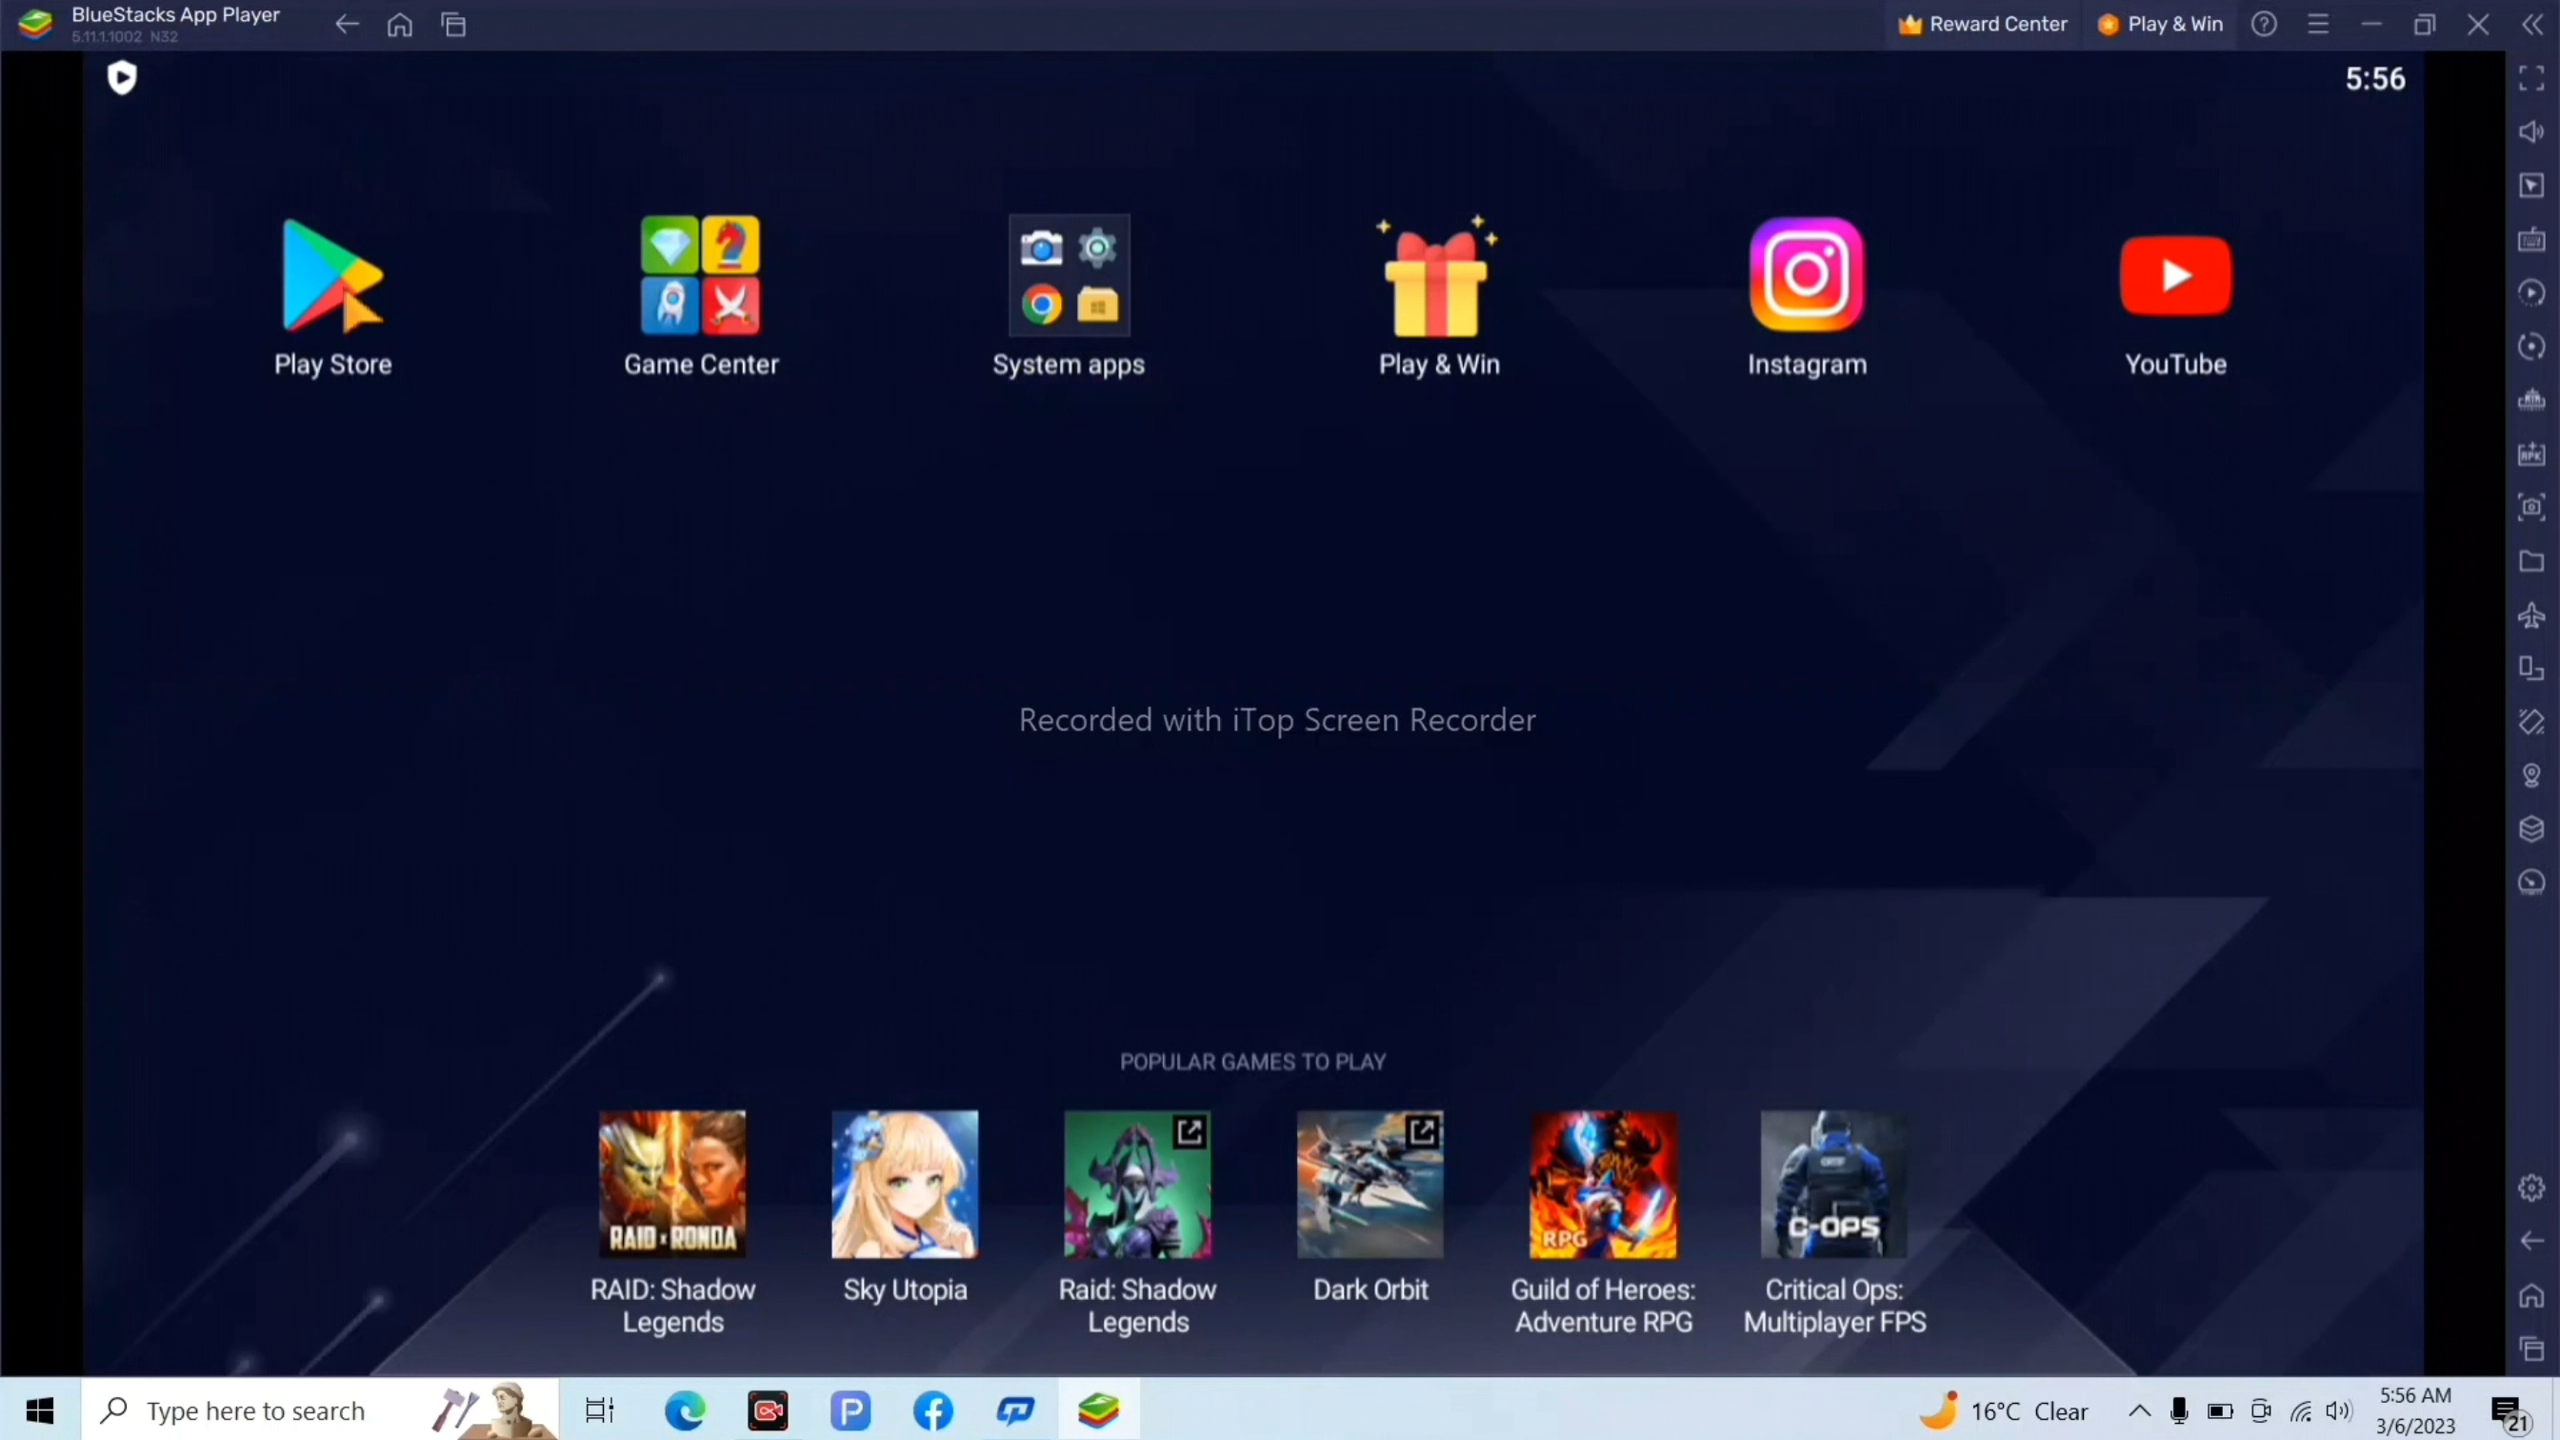 BlueStacks App Player
5.11.1.1002 N32
Reward Center
Play & Win
5:56
Play Store
Game Center
System apps
Play & Win
Instagram
YouTube
APK
Recorded with iTop Screen Recorder
POPULAR GAMES TO PLAY
RAID RONDA
RPG
C-OPS
RAID: Shadow
Legends
Sky Utopia
Raid: Shadow
Legends
Dark Orbit
Guild of Heroes:
Adventure RPG
Critical Ops:
Multiplayer FPS
Type here to search
P
16°C Clear
5:56 AM
3/6/2023
21